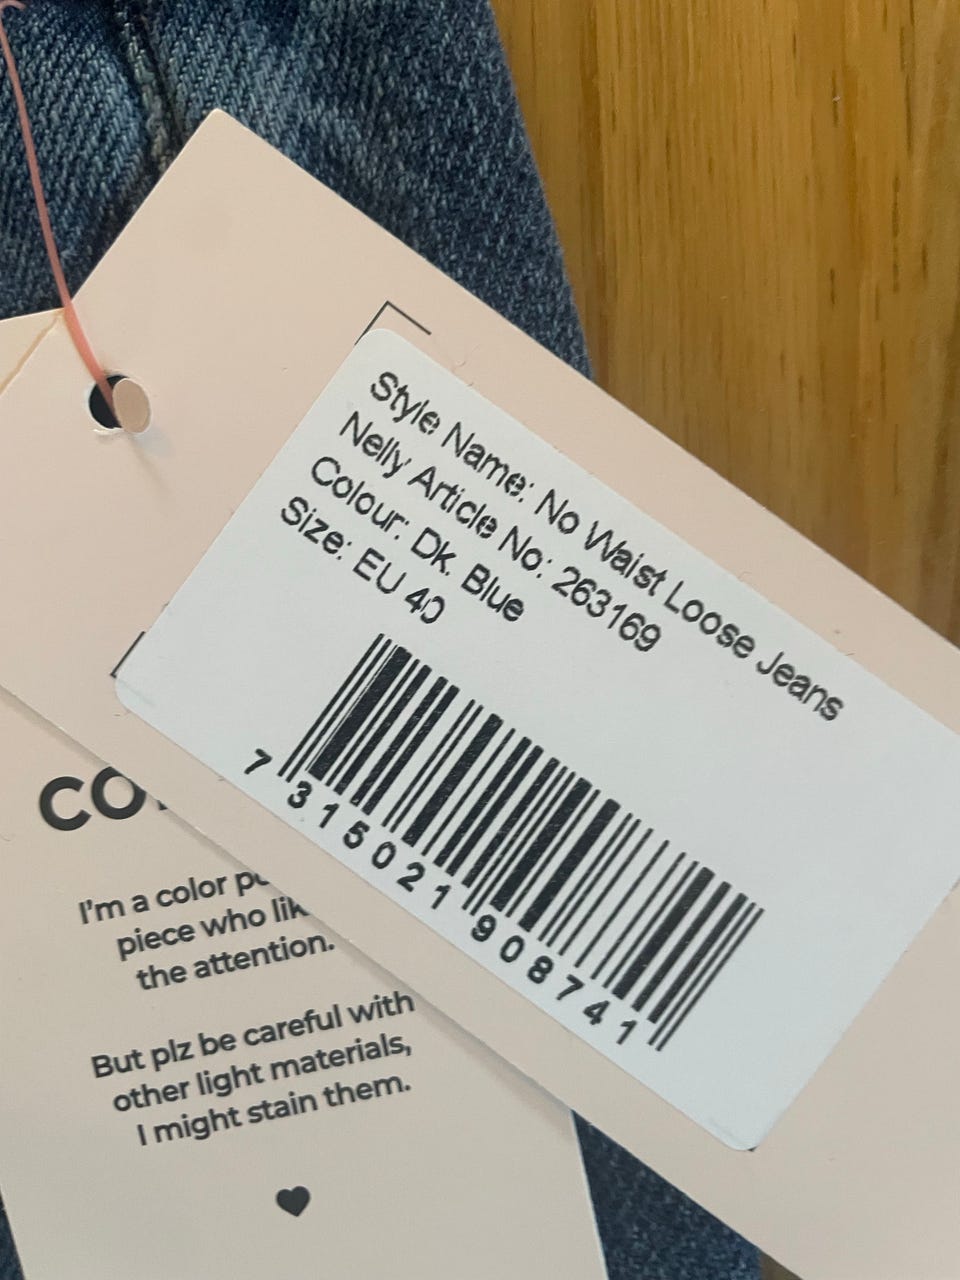 Style Name: No Waist Loose Jeans
Nelly Article No: 263169
Colour: Dk. Blue
Size: EU 40
7 315021 908741
I'm a color
piece who
the attention.
But plz be careful with
other light materials,
I might stain them.